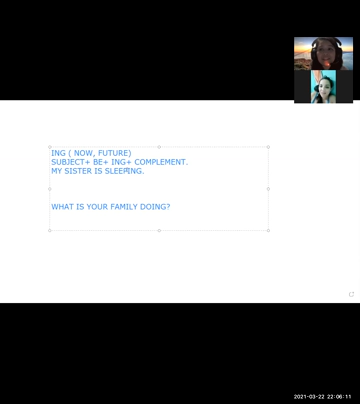 ING ( NOW, FUTURE)
SUBJECT+ BE+ ING+ COMPLEMENT.
MY SISTER IS SLEEPING.
WHAT IS YOUR FAMILY DOING?
2021-03-22 22:06:11